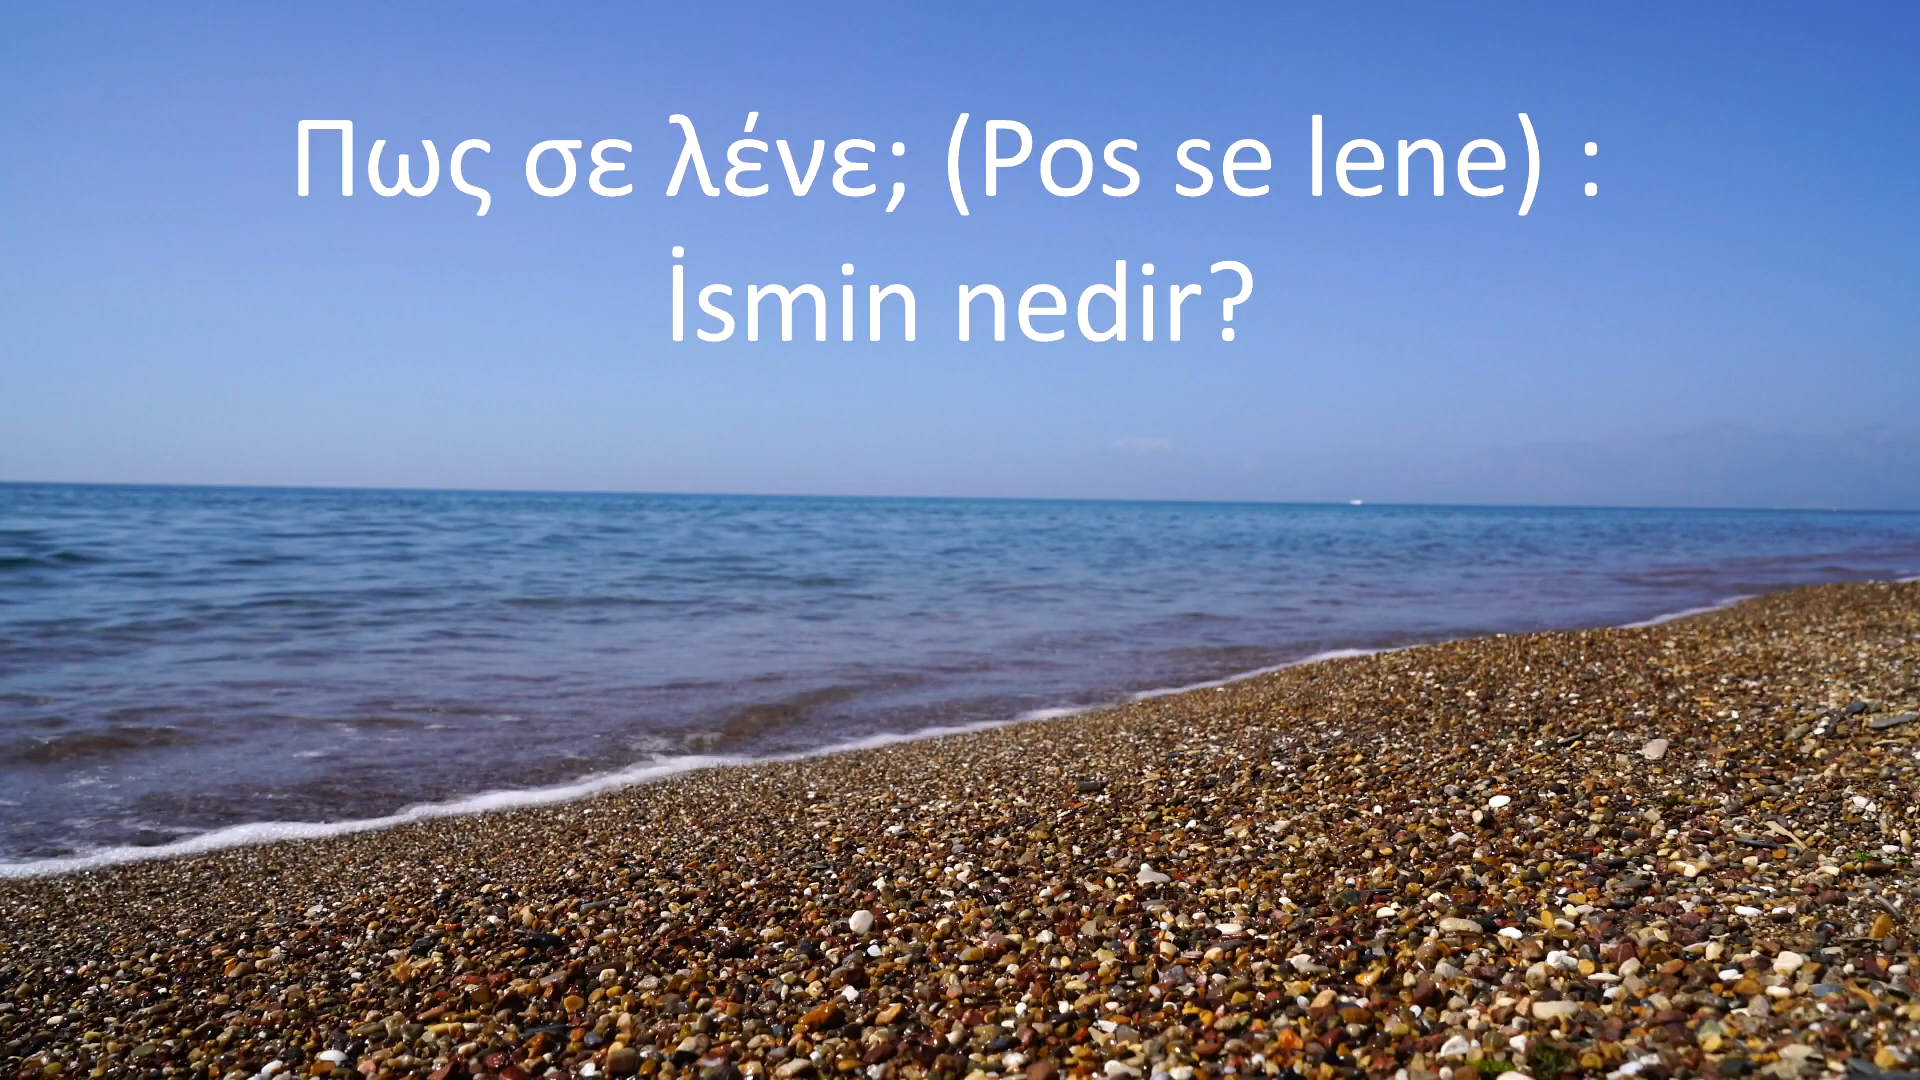 Πως σε λένε; (Pos se lene) :
İsmin nedir?